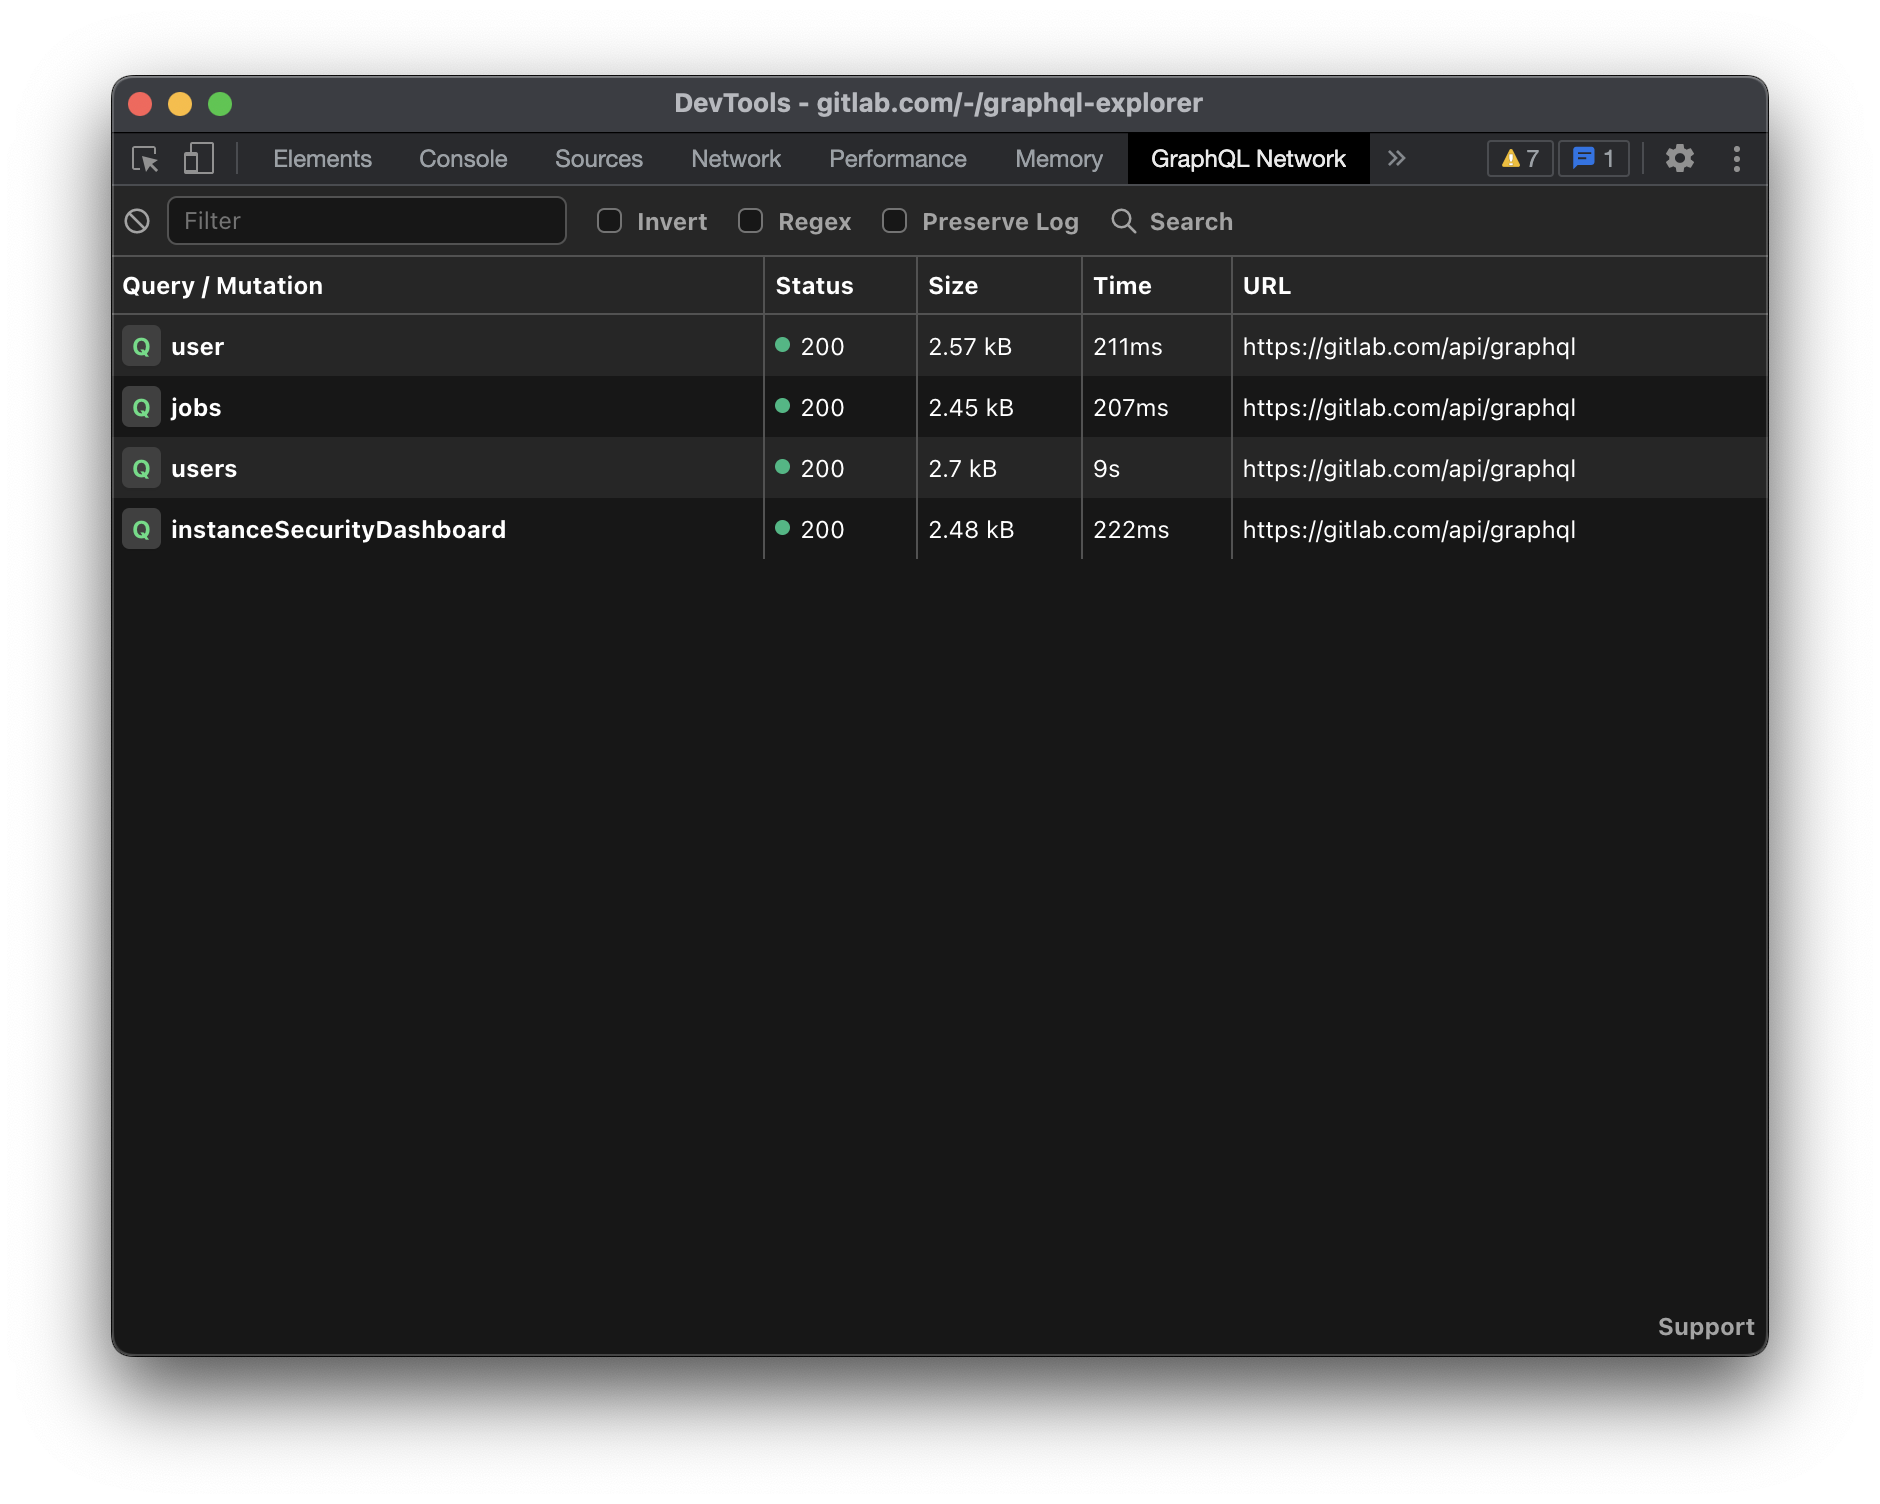 DevTools - gitlab.com/-/graphql-explorer
Elements Console Sources Network Performance Memory GraphQL Network 7 1
Filter Invert Regex Preserve Log Search
Query / Mutation Status Size Time URL
Q user 200 2.57 kB 211ms https://gitlab.com/api/graphql
Q jobs 200 2.45 kB 207ms https://gitlab.com/api/graphql
Q users 200 2.7 kB 9s https://gitlab.com/api/graphql
Q instanceSecurityDashboard 200 2.48 kB 222ms https://gitlab.com/api/graphql
Support